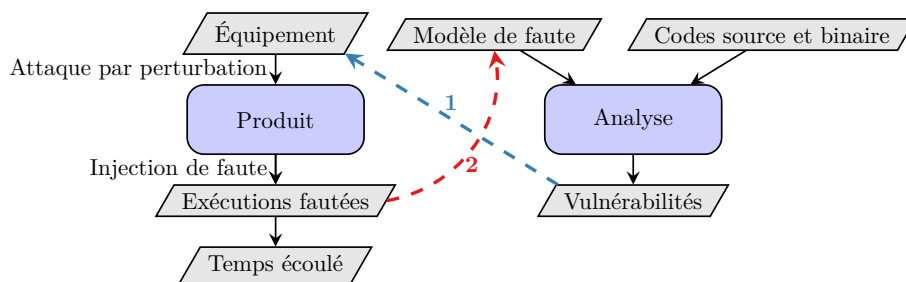 Équipement
Modèle de faute
Codes source et binaire
Attaque par perturbation
1
Produit
Analyse
Injection de faute
2
Exécutions fautées
Vulnérabilités
Temps écoulé